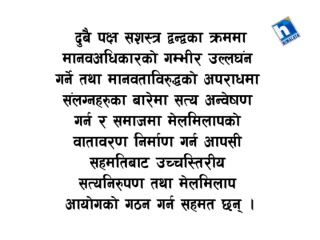 दुबै पक्ष सशस्त्र द्वन्द्वका क्रममा
मानवअधिकारको गम्भीर उल्लघंन
गर्ने तथा मानवताविरुद्धको अपराधमा
संलग्नहरुका बारेमा सत्य अन्वेषण
गर्न र समाजमा मेलमिलापको
वातावरण निर्माण गर्न आपसी
सहमतिबाट उच्चस्तरीय
सत्यनिरुपण तथा मेलमिलाप
आयोगको गठन गर्न सहमत छन् ।